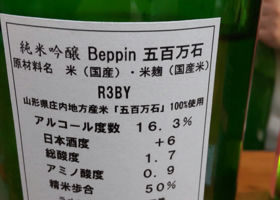 純米吟醸 Beppin 五百万石
原材料名　米（国産）・米麹（国産米）
R3BY
山形県庄内地方産米「五百万石」100%使用
アルコール度数　16.3%
日本酒度　+6
総酸度　1.7
アミノ酸度　0.9
精米歩合　50%